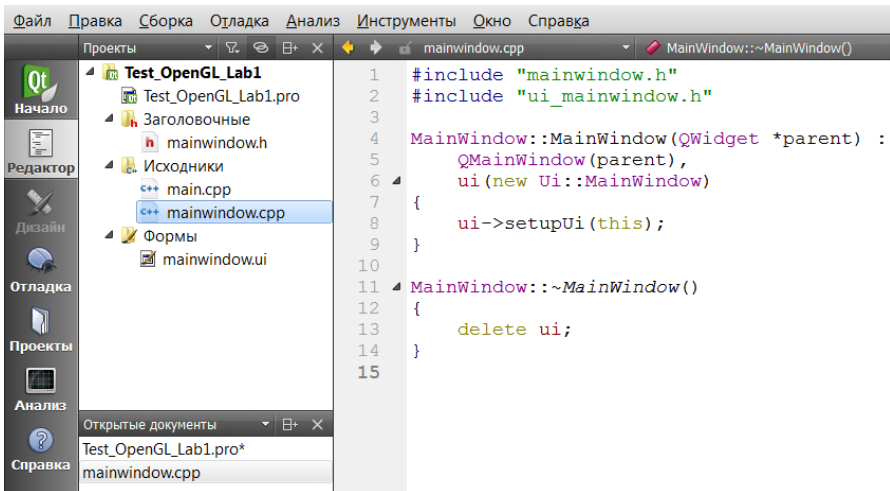 Файл Правка Сборка Отладка Анализ Инструменты Окно Справка
Проекты
mainwindow.cpp
MainWindow::~MainWindow()
Qt
Начало
Редактор
Дизайн
Отладка
Проекты
Анализ
Справка
Test_OpenGL_Lab1
Test_OpenGL_Lab1.pro
Заголовочные
h mainwindow.h
Исходники
c++ main.cpp
c++ mainwindow.cpp
Формы
mainwindow.ui
Открытые документы
Test_OpenGL_Lab1.pro*
mainwindow.cpp
1 #include "mainwindow.h"
2 #include "ui_mainwindow.h"
3
4 MainWindow::MainWindow(QWidget *parent) :
5 QMainWindow(parent),
6 ui(new Ui::MainWindow)
7 {
8 ui->setupUi(this);
9 }
10
11 MainWindow::~MainWindow()
12 {
13 delete ui;
14 }
15